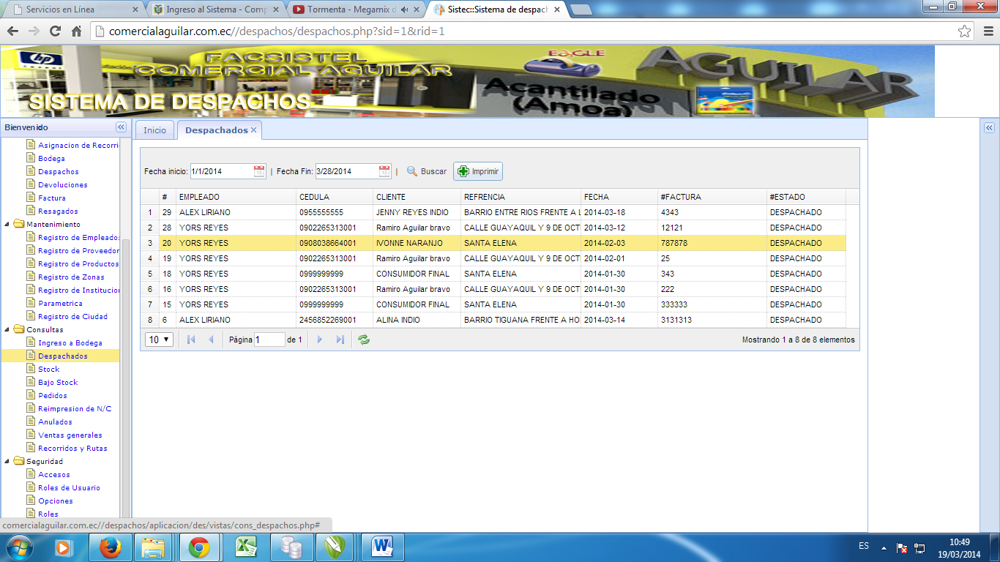 Servicios en Línea
Ingreso al Sistema - Comp
Tormenta - Megamix d
Sistec::Sistema de despach
comercialaguilar.com.ec//despachos/despachos.php?sid=1&rid=1
hp
FACSISTEL
COMERCIAL AGUILAR
SISTEMA DE DESPACHOS
EAGLE
AGUILAR
Acantilado
(Amoa)
Bienvenido
Asignacion de Recorri
Bodega
Despachos
Devoluciones
Factura
Resagados
Mantenimiento
Registro de Empleados
Registro de Proveedor
Registro de Productos
Registro de Zonas
Registro de Institucion
Parametrica
Registro de Ciudad
Consultas
Ingreso a Bodega
Despachados
Stock
Bajo Stock
Pedidos
Reimpresion de N/C
Anulados
Ventas generales
Recorridos y Rutas
Seguridad
Accesos
Roles de Usuario
Opciones
Roles
Inicio Despachados
Fecha inicio: 1/1/2014 | Fecha Fin: 3/28/2014 | Buscar Imprimir
# EMPLEADO CEDULA CLIENTE REFRENCIA FECHA #FACTURA #ESTADO
1 29 ALEX LIRIANO 0955555555 JENNY REYES INDIO BARRIO ENTRE RIOS FRENTE A L 2014-03-18 4343 DESPACHADO
2 28 YORS REYES 0902265313001 Ramiro Aguilar bravo CALLE GUAYAQUIL Y 9 DE OCT 2014-03-12 12121 DESPACHADO
3 20 YORS REYES 0908038664001 IVONNE NARANJO SANTA ELENA 2014-02-03 787878 DESPACHADO
4 19 YORS REYES 0902265313001 Ramiro Aguilar bravo CALLE GUAYAQUIL Y 9 DE OCT 2014-02-01 25 DESPACHADO
5 18 YORS REYES 0999999999 CONSUMIDOR FINAL SANTA ELENA 2014-01-30 343 DESPACHADO
6 16 YORS REYES 0902265313001 Ramiro Aguilar bravo CALLE GUAYAQUIL Y 9 DE OCT 2014-01-30 222 DESPACHADO
7 15 YORS REYES 0999999999 CONSUMIDOR FINAL SANTA ELENA 2014-01-30 333333 DESPACHADO
8 6 ALEX LIRIANO 2456852269001 ALINA INDIO BARRIO TIGUANA FRENTE A HO 2014-03-14 3131313 DESPACHADO
10 Página 1 de 1 Mostrando 1 a 8 de 8 elementos
comercialaguilar.com.ec//despachos/aplicacion/des/vistas/cons_despachos.php#
ES
10:49
19/03/2014